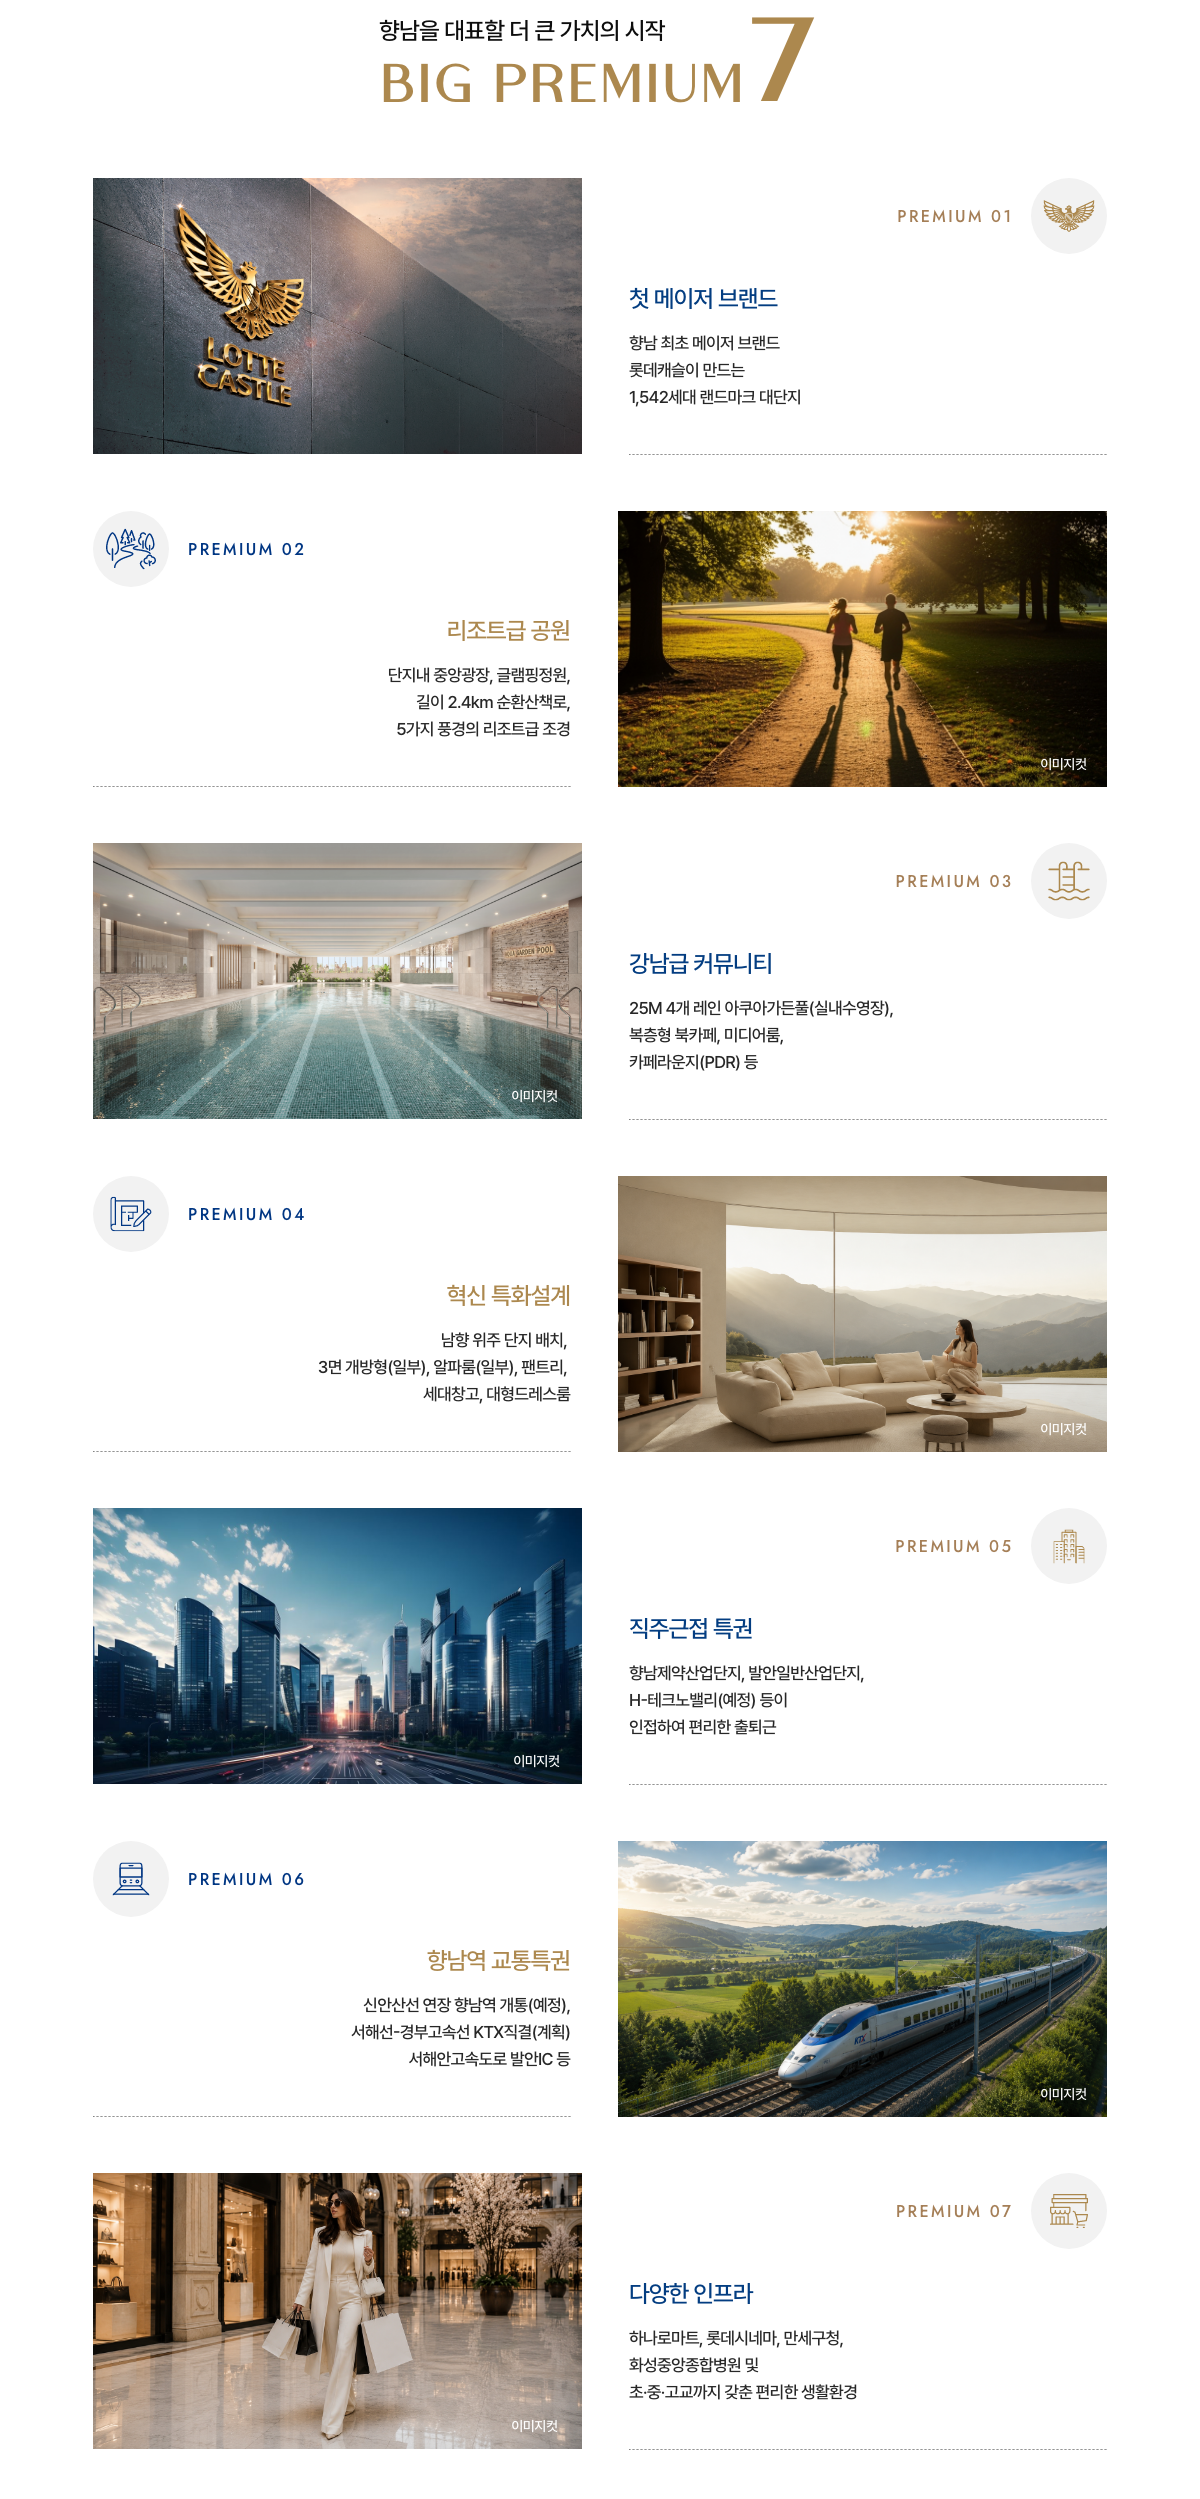 향남을 대표할 더 큰 가치의 시작
BIG PREMIUM 7
LOTTE
CASTLE
PREMIUM 01
첫 메이저 브랜드
향남 최초 메이저 브랜드
롯데캐슬이 만드는
1,542세대 랜드마크 대단지
PREMIUM 02
리조트급 공원
단지내 중앙광장, 글램핑정원,
길이 2.4km 순환산책로,
5가지 풍경의 리조트급 조경
이미지컷
GARDEN POOL
이미지컷
PREMIUM 03
강남급 커뮤니티
25M 4개 레인 아쿠아가든풀(실내수영장),
복층형 북카페, 미디어룸,
카페라운지(PDR) 등
PREMIUM 04
혁신 특화설계
남향 위주 단지 배치,
3면 개방형(일부), 알파룸(일부), 팬트리,
세대창고, 대형드레스룸
이미지컷
이미지컷
PREMIUM 05
직주근접 특권
향남제약산업단지, 발안일반산업단지,
H-테크노밸리(예정) 등이
인접하여 편리한 출퇴근
PREMIUM 06
향남역 교통특권
신안산선 연장 향남역 개통(예정),
서해선-경부고속선 KTX직결(계획)
서해안고속도로 발안IC 등
KTX
이미지컷
이미지컷
PREMIUM 07
다양한 인프라
하나로마트, 롯데시네마, 만세구청,
화성중앙종합병원 및
초·중·고교까지 갖춘 편리한 생활환경